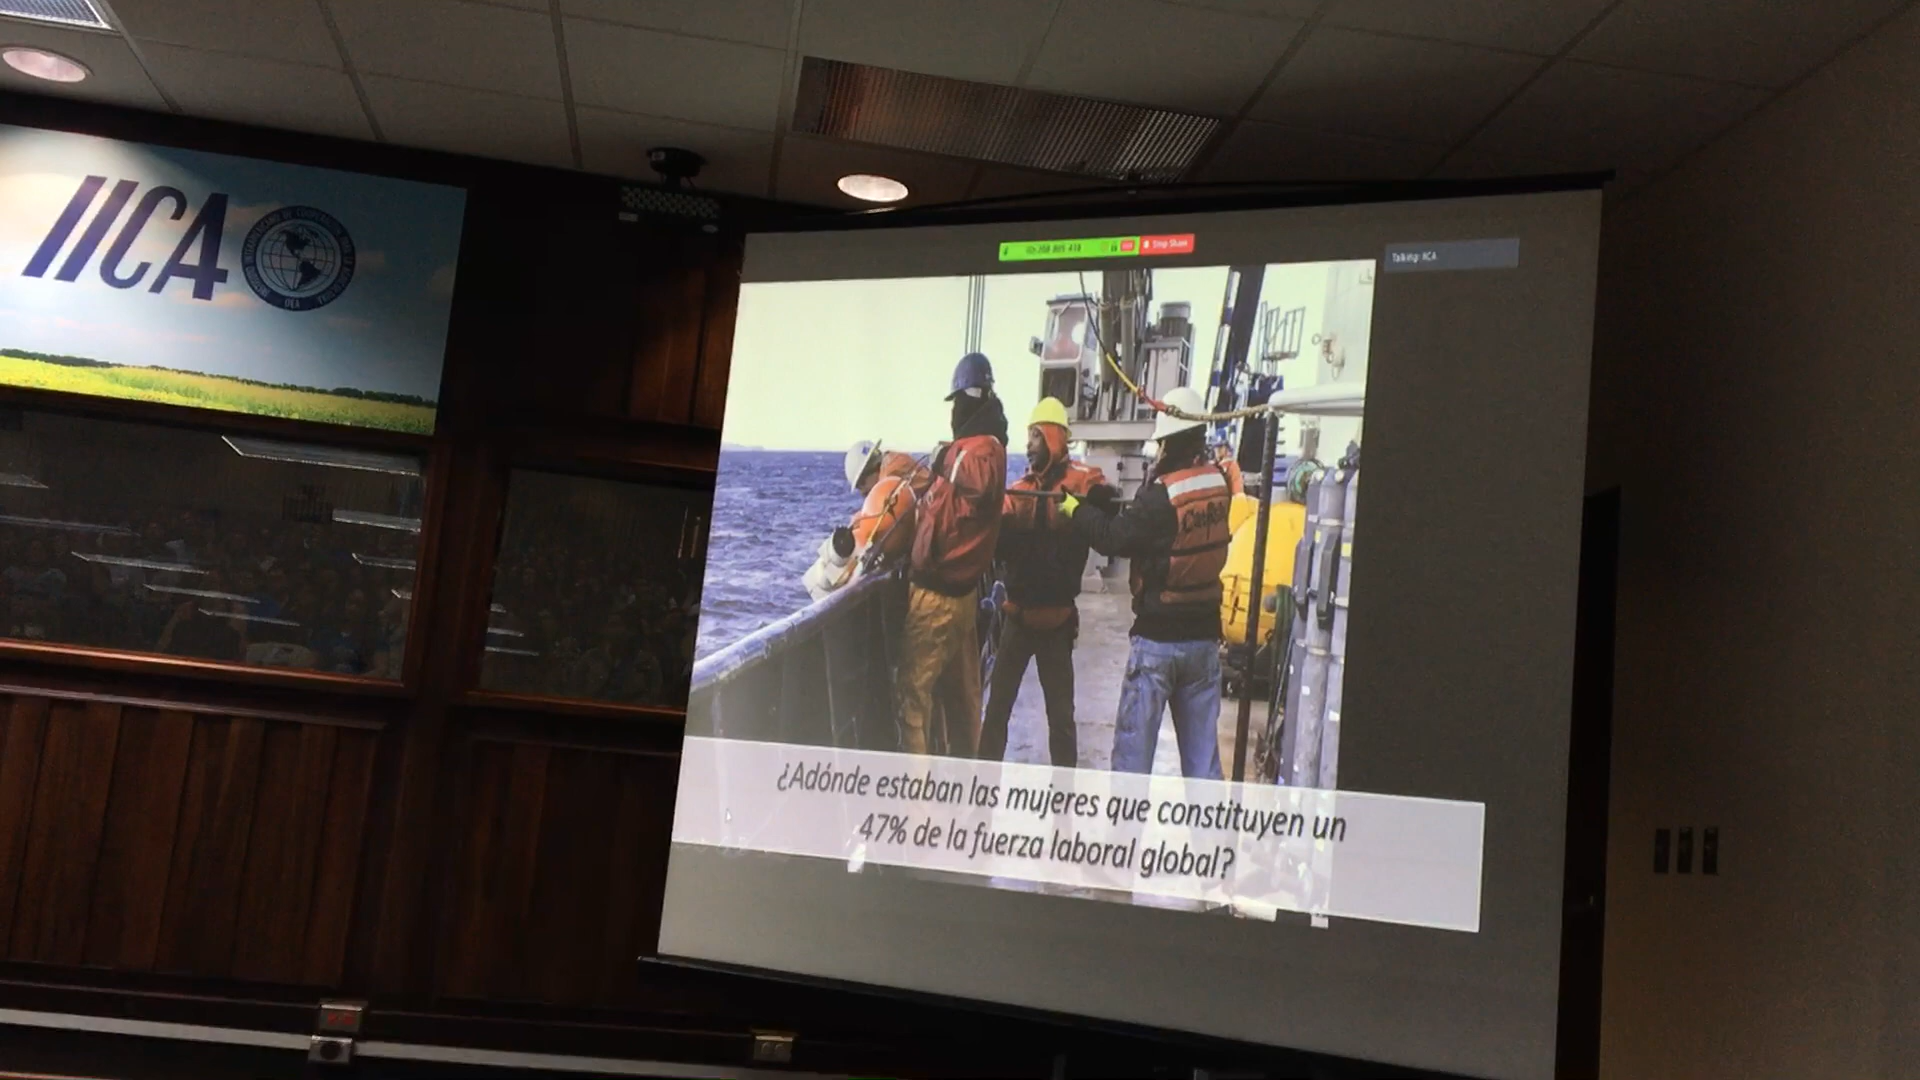 IICA
Stop Share
Talking: IICA
¿Adónde estaban las mujeres que constituyen un
47% de la fuerza laboral global?